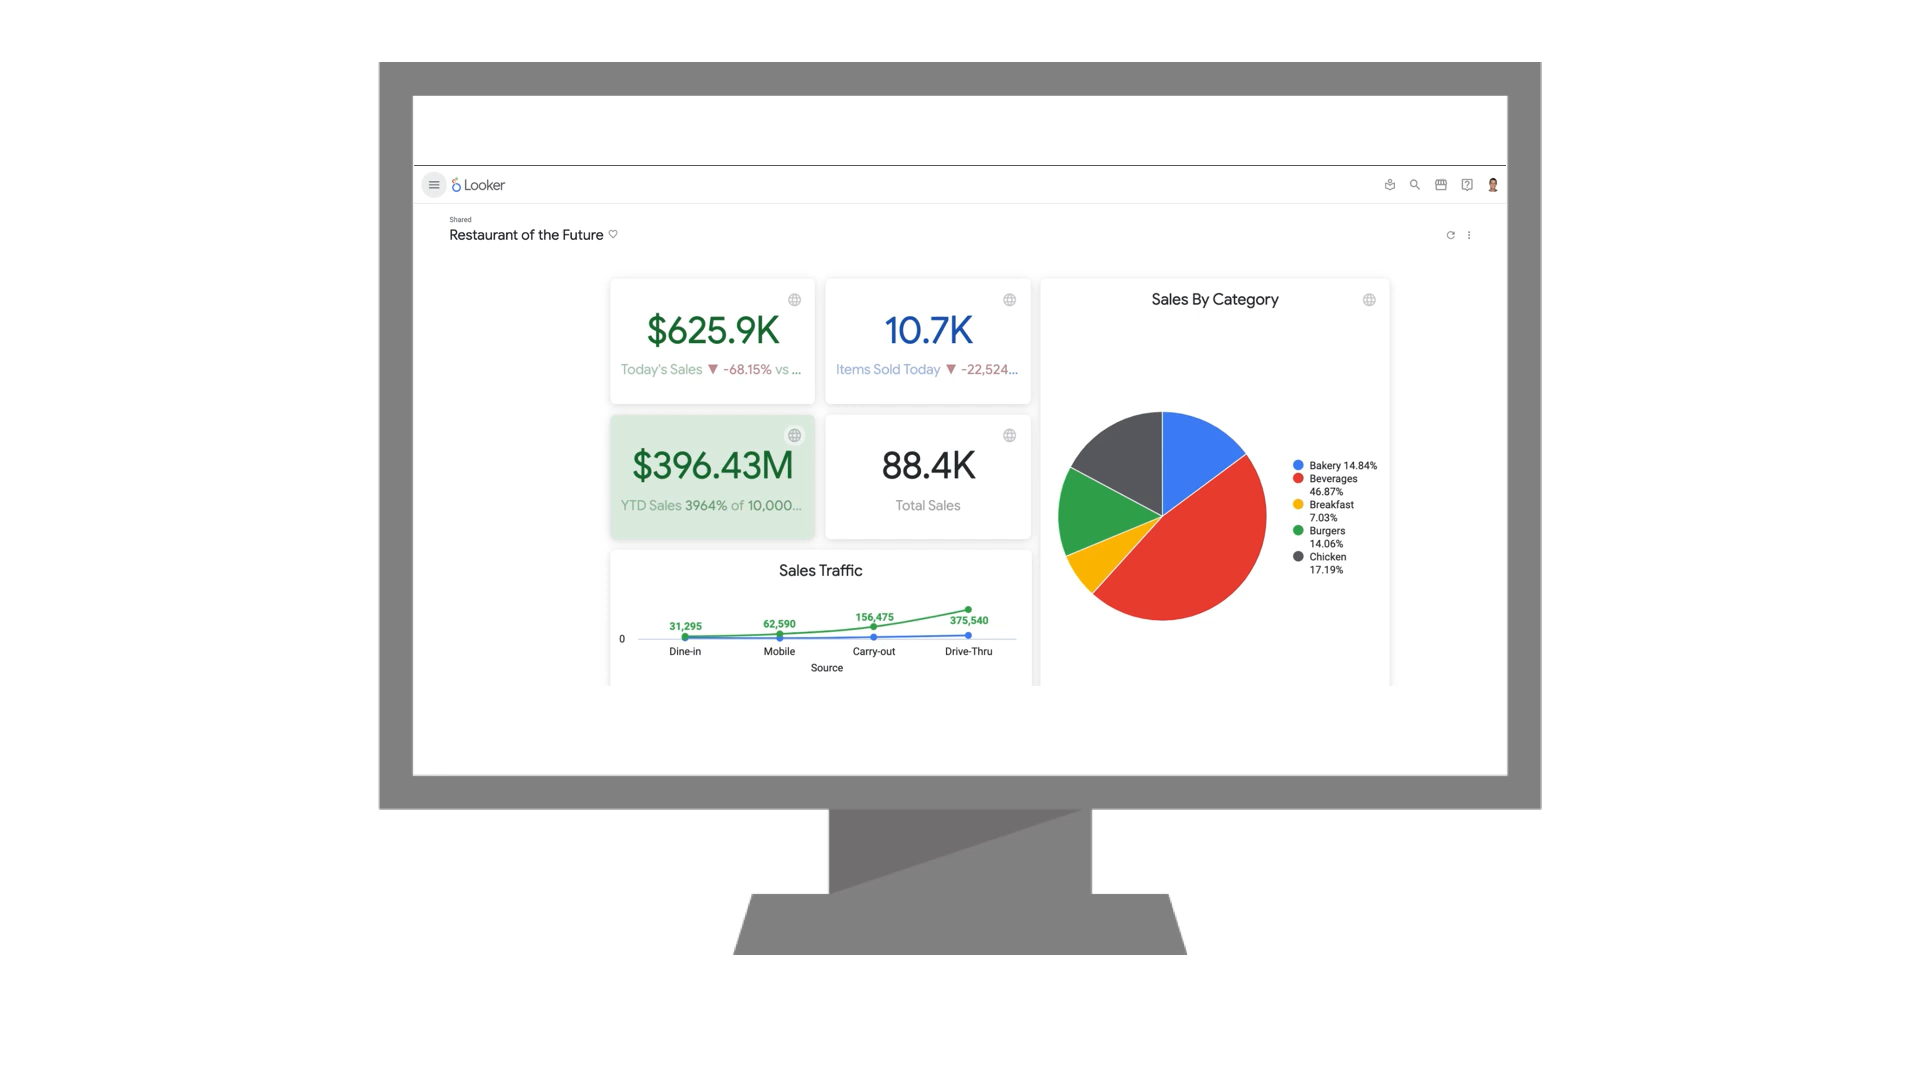 Looker
Shared
Restaurant of the Future
$625.9K
Today's Sales ▼ -68.15% vs ...
10.7K
Items Sold Today ▼ -22,524...
$396.43M
YTD Sales 3964% of 10,000...
88.4K
Total Sales
Sales Traffic
31,295
62,590
156,475
375,540
0
Dine-in
Mobile
Carry-out
Drive-Thru
Source
Sales By Category
Bakery 14.84%
Beverages
46.87%
Breakfast
7.03%
Burgers
14.06%
Chicken
17.19%